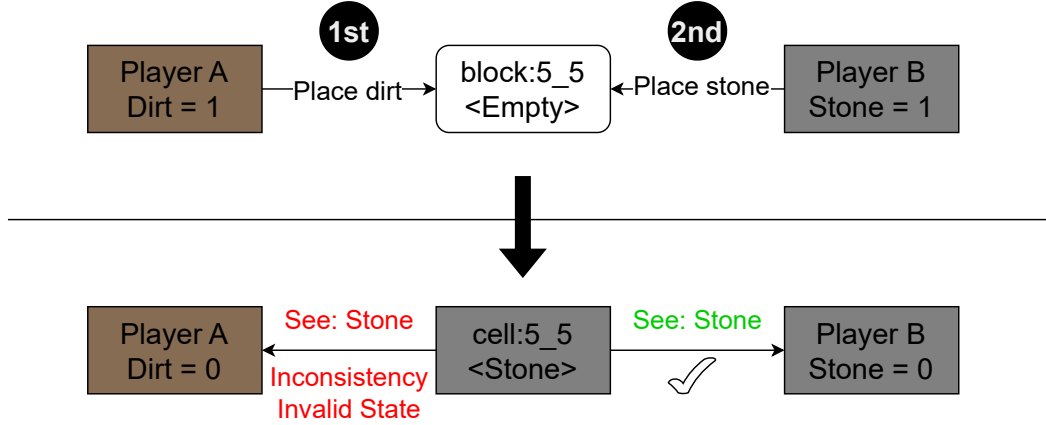 1st
2nd
Player A
Dirt = 1
Place dirt
block:5_5
<Empty>
Place stone
Player B
Stone = 1
Player A
Dirt = 0
See: Stone
Inconsistency
Invalid State
cell:5_5
<Stone>
See: Stone
Player B
Stone = 0